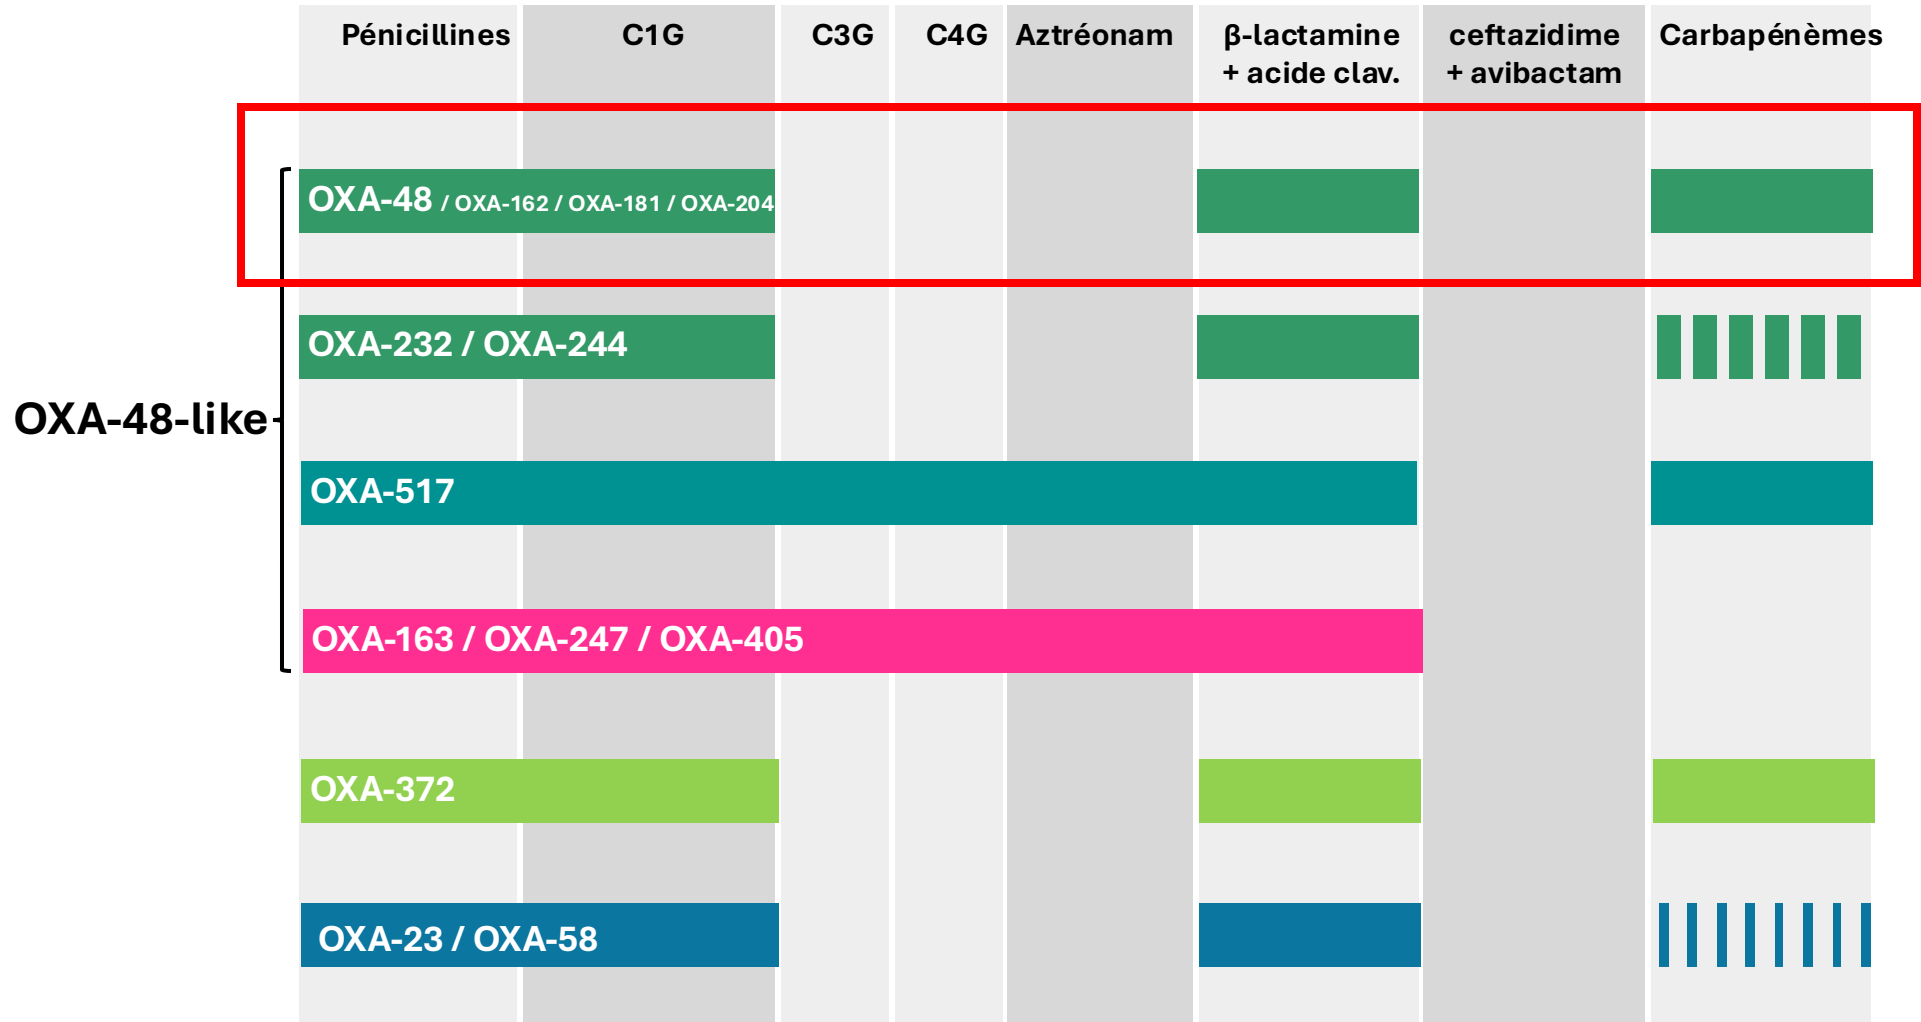 Pénicillines
C1G
C3G
C4G
Aztréonam
β-lactamine
+ acide clav.
ceftazidime
+ avibactam
Carbapénèmes
OXA-48 / OXA-162 / OXA-181 / OXA-204
OXA-232 / OXA-244
OXA-48-like
OXA-517
OXA-163 / OXA-247 / OXA-405
OXA-372
OXA-23 / OXA-58